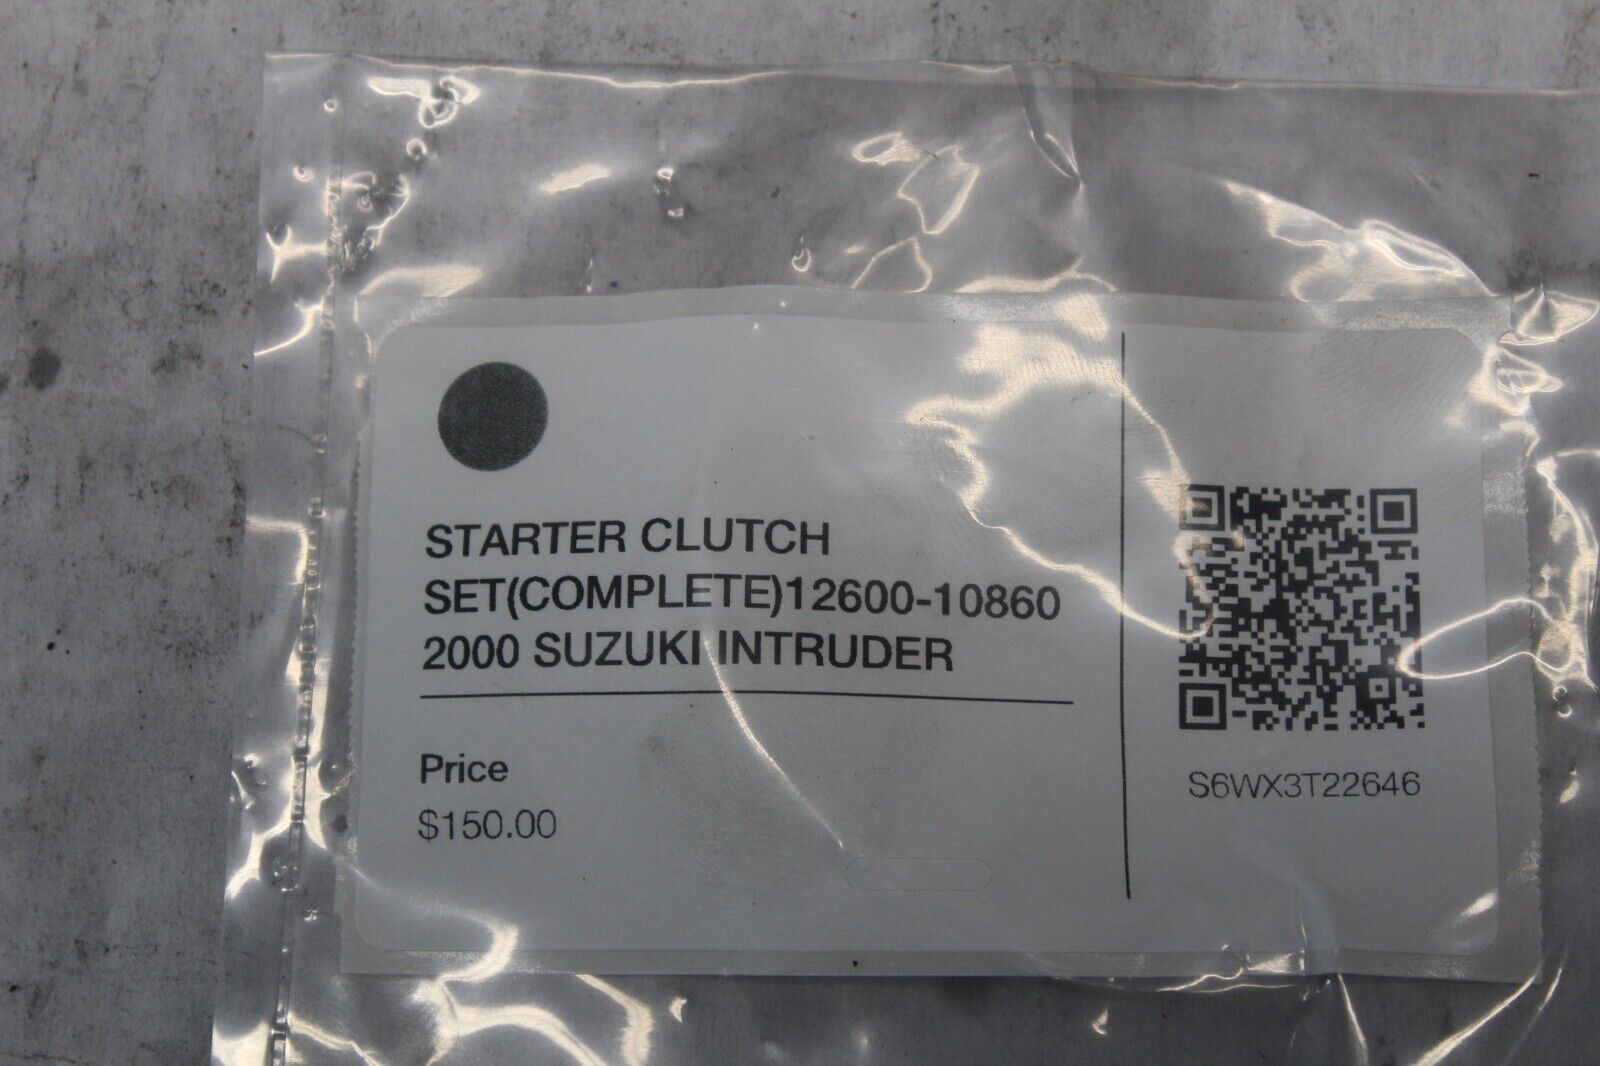 STARTER CLUTCH
SET(COMPLETE)12600-10860
2000 SUZUKI INTRUDER
Price
$150.00
S6WX3T22646